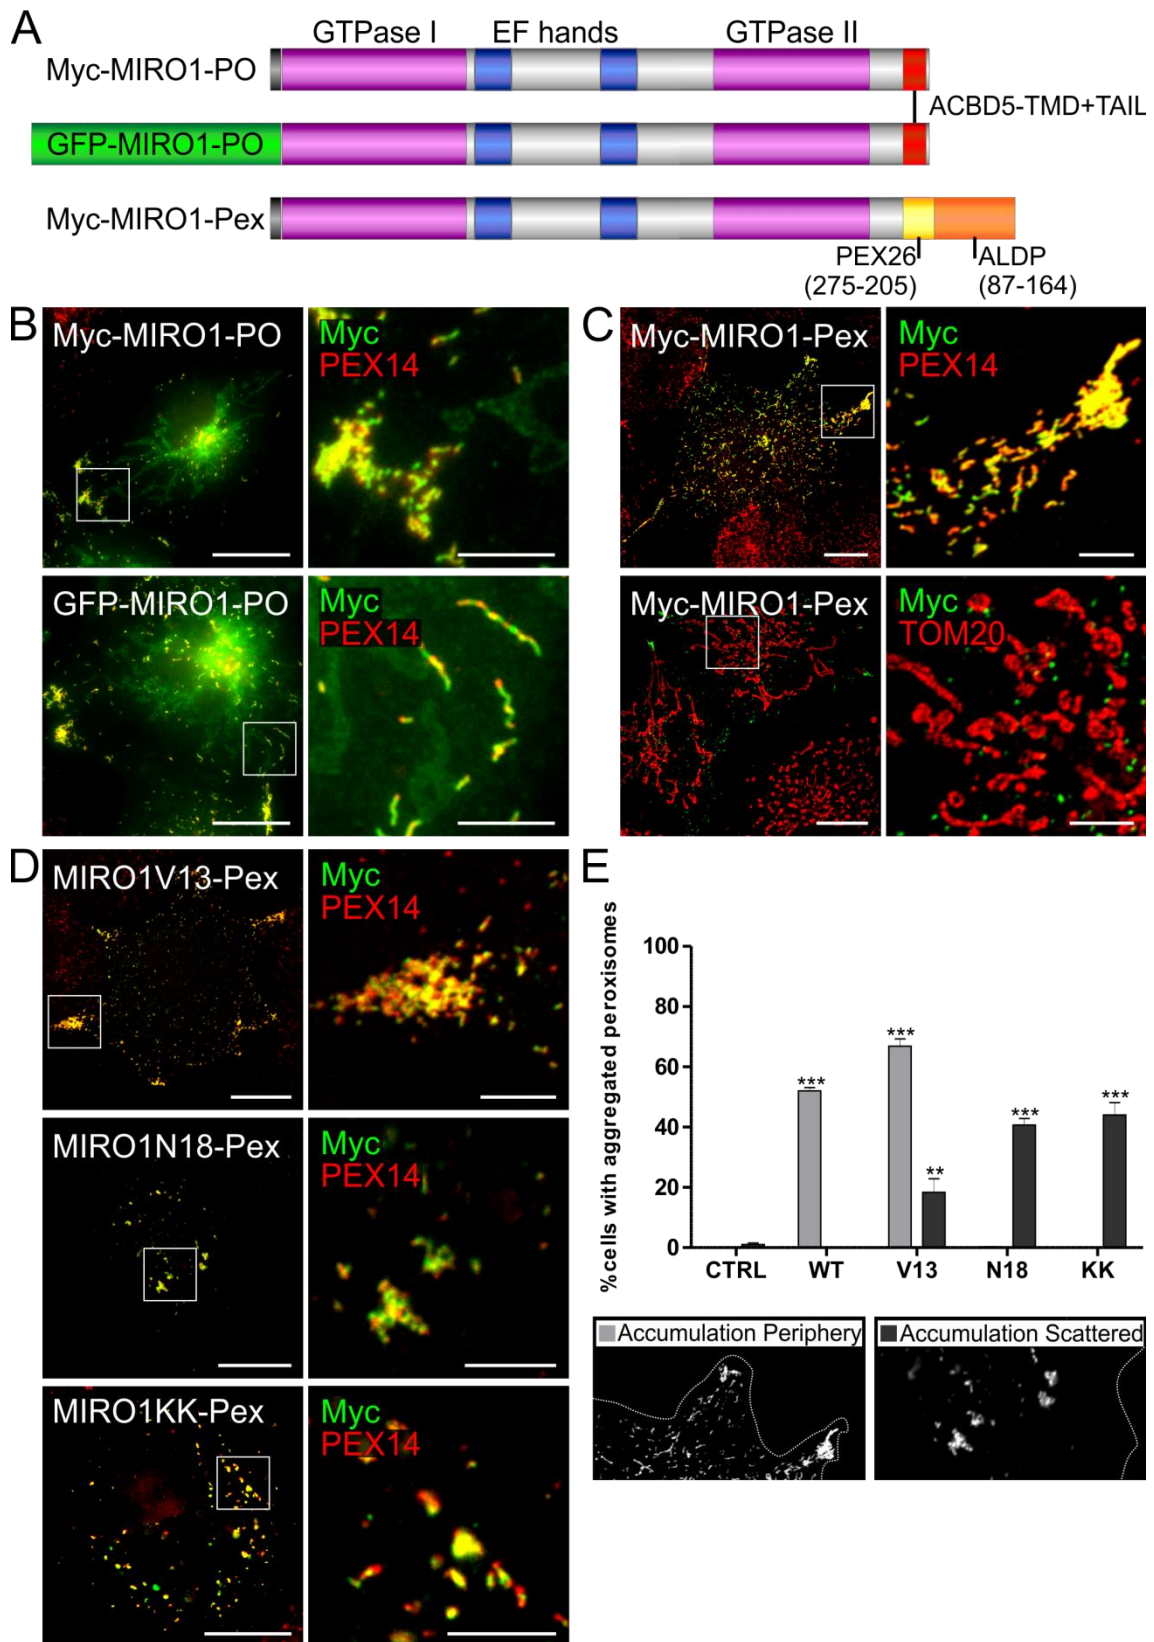 A
GTPase I EF hands GTPase II
Myc-MIRO1-PO
ACBD5-TMD+TAIL
GFP-MIRO1-PO
Myc-MIRO1-Pex
PEX26 ALDP
(275-205) (87-164)
B
Myc-MIRO1-PO
Myc
PEX14
GFP-MIRO1-PO
Myc
PEX14
C
Myc-MIRO1-Pex
Myc
PEX14
Myc-MIRO1-Pex
Myc
TOM20
D
MIRO1V13-Pex
Myc
PEX14
MIRO1N18-Pex
Myc
PEX14
MIRO1KK-Pex
Myc
PEX14
E
%cells with aggregated peroxisomes
100
80
60
40
20
0
***
***
**
***
***
CTRL WT V13 N18 KK
Accumulation Periphery
Accumulation Scattered